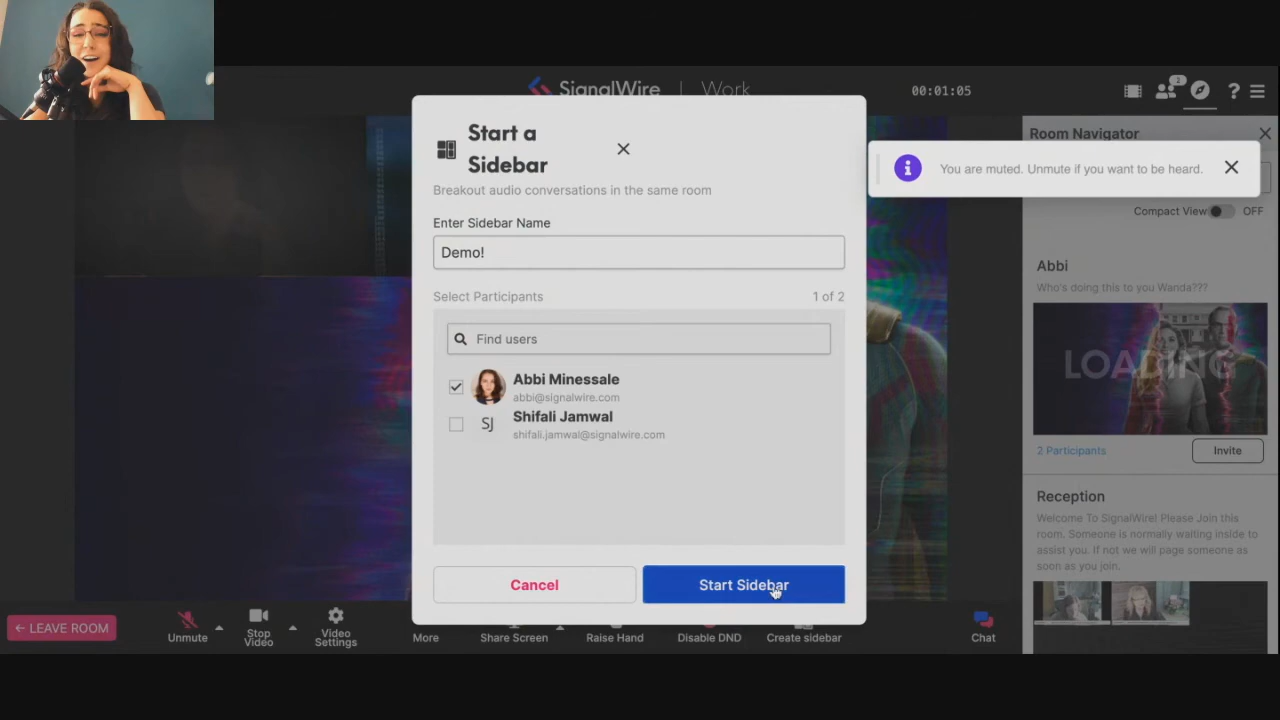 SignalWire | Work
00:01:05
1
?
Start a
Sidebar
Breakout audio conversations in the same room
Enter Sidebar Name
Demo!
Select Participants
1 of 2
Find users
Abbi Minessale
abbi@signalwire.com
SJ
Shifali Jamwal
shifali.jamwal@signalwire.com
Cancel
Start Sidebar
Room Navigator
You are muted. Unmute if you want to be heard.
Compact View
OFF
Abbi
Who's doing this to you Wanda???
LOADING
2 Participants
Invite
Reception
Welcome To SignalWire! Please Join this
room. Someone is normally waiting inside to
assist you. If not we will page someone as
soon as you join.
← LEAVE ROOM
Unmute
Stop
Video
Video
Settings
More
Share Screen
Raise Hand
Disable DND
Create sidebar
Chat